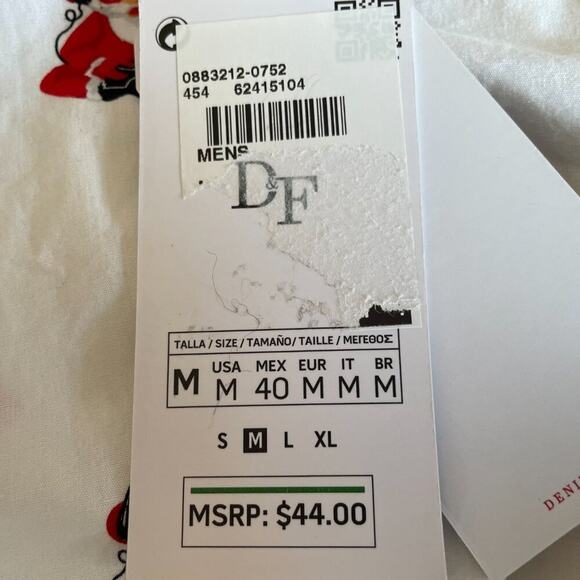 0883212-0752
454 62415104
MENS
D&F
TALLA / SIZE / TAMAÑO / TAILLE / ΜΕΓΕΘΟΣ
M USA MEX EUR IT BR
M 40 M M M
S M L XL
MSRP: $44.00